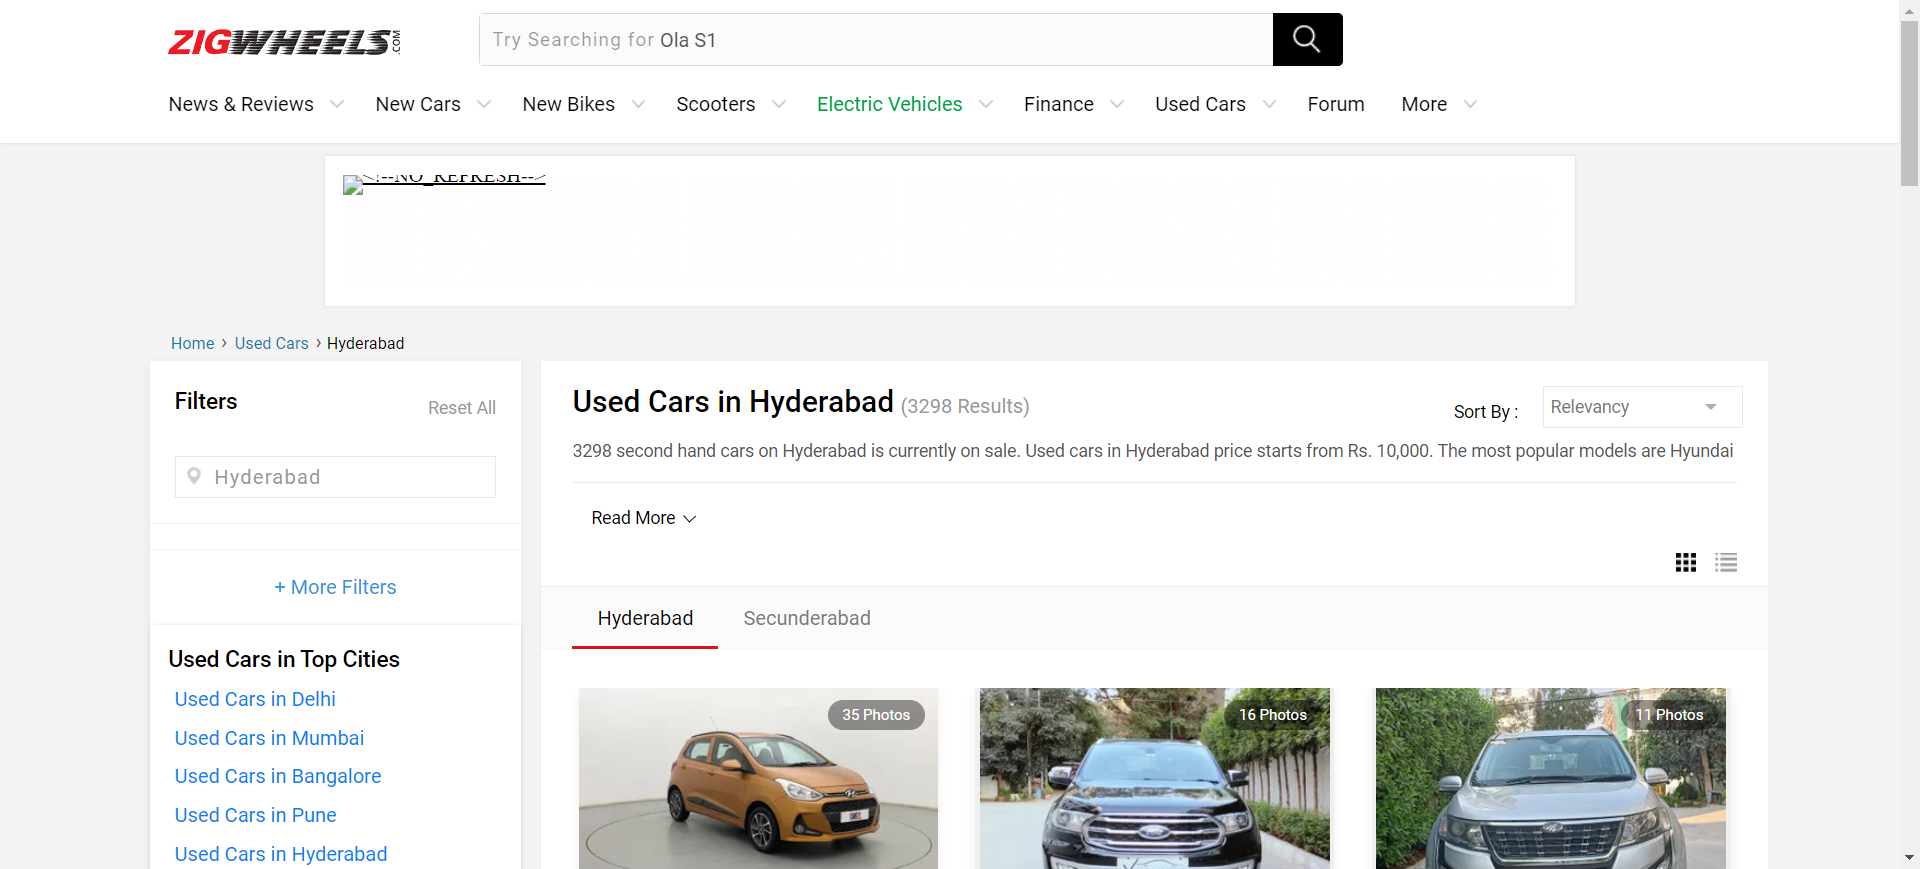 ZIGWHEELS.COM
Try Searching for Ola S1
News & Reviews
New Cars
New Bikes
Scooters
Electric Vehicles
Finance
Used Cars
Forum
More
<!--NO_REFRESH-->
Home › Used Cars › Hyderabad
Filters
Reset All
Hyderabad
+ More Filters
Used Cars in Top Cities
Used Cars in Delhi
Used Cars in Mumbai
Used Cars in Bangalore
Used Cars in Pune
Used Cars in Hyderabad
Used Cars in Hyderabad (3298 Results)
Sort By :
Relevancy
3298 second hand cars on Hyderabad is currently on sale. Used cars in Hyderabad price starts from Rs. 10,000. The most popular models are Hyundai
Read More
Hyderabad
Secunderabad
35 Photos
16 Photos
11 Photos